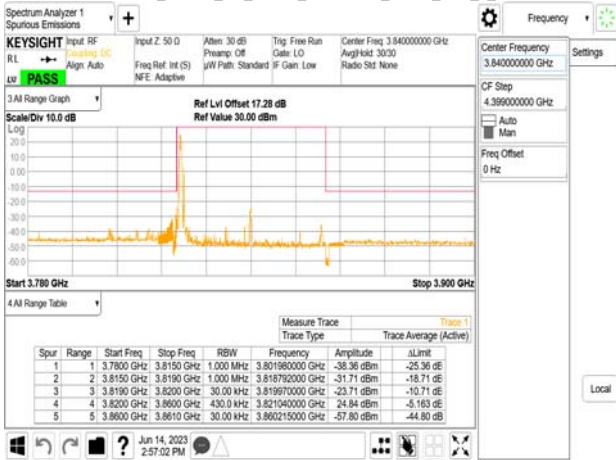 Spectrum Analyzer 1
Spurious Emissions
+
Frequency
KEYSIGHT Input: RF Input Z: 50 Ω Atten: 30 dB Trig: Free Run Center Freq: 3.840000000 GHz
RL Coupling: DC Preamp: Off Gate: LO Avg|Hold: 30/30
Align: Auto Freq Ref: Int (S) µW Path: Standard IF Gain: Low Radio Std: None
NFE: Adaptive
LV PASS
Center Frequency
3.840000000 GHz
Settings
CF Step
4.399000000 GHz
Auto
Man
Freq Offset
0 Hz
Local
3 All Range Graph
Ref Lvl Offset 17.28 dB
Scale/Div 10.0 dB Ref Value 30.00 dBm
Log
20.0
10.0
0.00
-10.0
-20.0
-30.0
-40.0
-50.0
-60.0
Start 3.780 GHz Stop 3.900 GHz
4 All Range Table
Measure Trace Trace 1
Trace Type Trace Average (Active)
Spur Range Start Freq Stop Freq RBW Frequency Amplitude ΔLimit
1 1 3.7800 GHz 3.8150 GHz 1.000 MHz 3.801980000 GHz -38.36 dBm -25.36 dB
2 2 3.8150 GHz 3.8190 GHz 1.000 MHz 3.818792000 GHz -31.71 dBm -18.71 dB
3 3 3.8190 GHz 3.8200 GHz 30.00 kHz 3.819970000 GHz -23.71 dBm -10.71 dB
4 4 3.8200 GHz 3.8600 GHz 430.0 kHz 3.821040000 GHz 24.84 dBm -5.163 dB
5 5 3.8600 GHz 3.8610 GHz 30.00 kHz 3.860215000 GHz -57.80 dBm -44.80 dB
?
Jun 14, 2023
2:57:02 PM